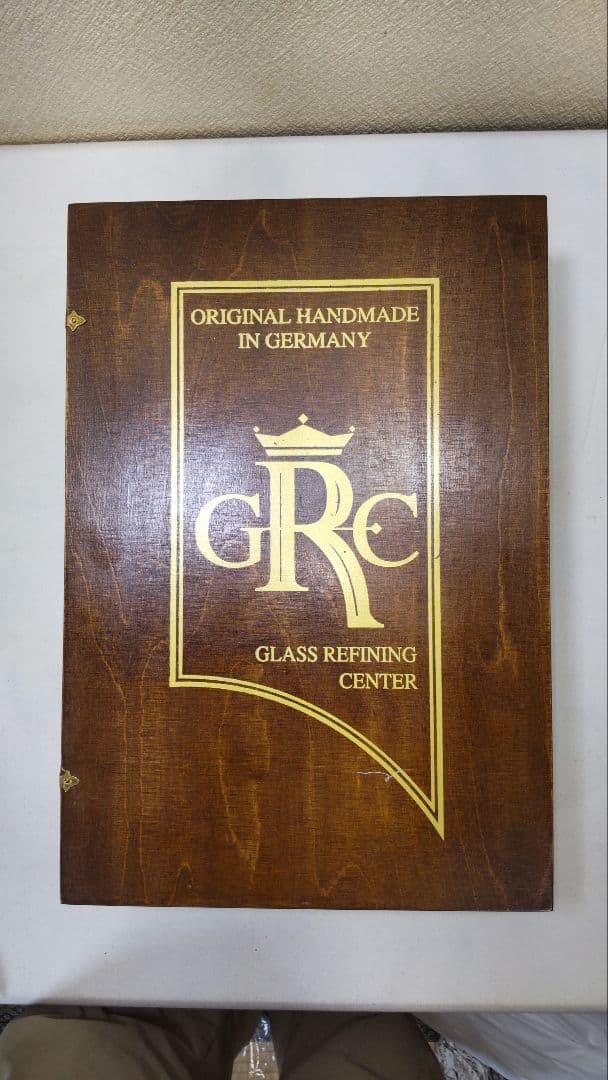 ORIGINAL HANDMADE
IN GERMANY
GRC
GLASS REFINING
CENTER